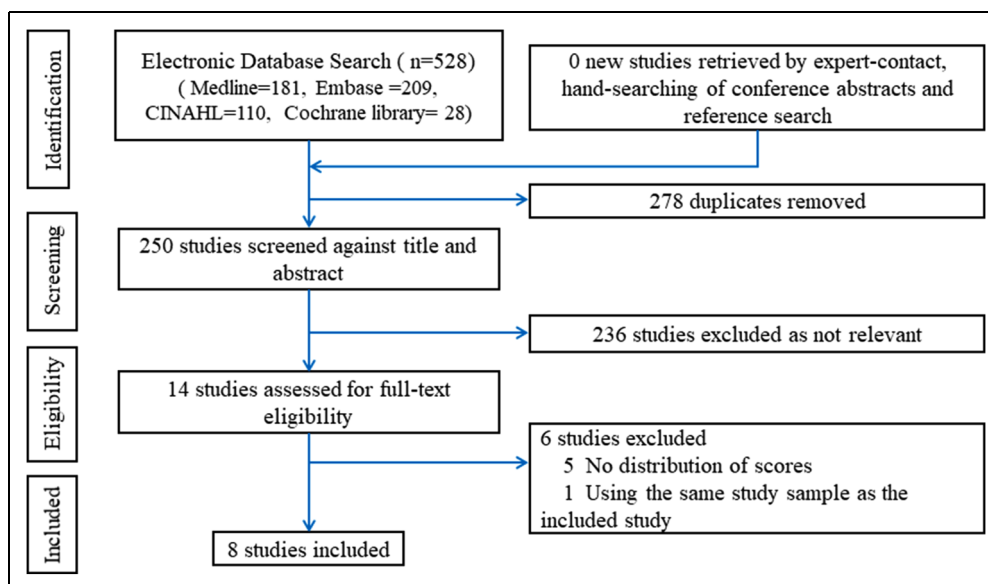 Identification
Electronic Database Search ( n=528)
( Medline=181, Embase =209,
CINAHL=110, Cochrane library= 28)
0 new studies retrieved by expert-contact,
hand-searching of conference abstracts and
reference search
278 duplicates removed
Screening
250 studies screened against title and
abstract
236 studies excluded as not relevant
Eligibility
14 studies assessed for full-text
eligibility
6 studies excluded
5 No distribution of scores
1 Using the same study sample as the
included study
Included
8 studies included